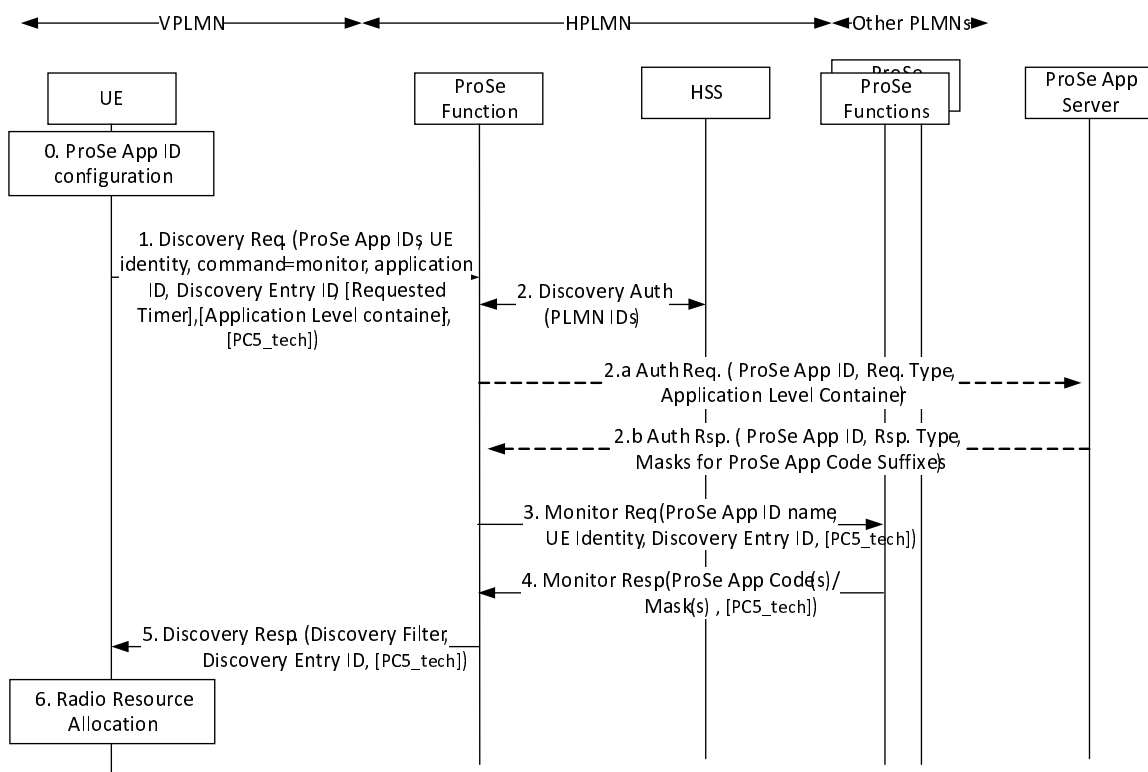 VPLMN
HPLMN
Other PLMNs
UE
ProSe
Function
HSS
ProSe
ProSe
Functions
ProSe App
Server
0. ProSe App ID
configuration
1. Discovery Req. (ProSe App IDs, UE
identity, command=monitor, application
ID, Discovery Entry ID, [Requested
Timer],[Application Level container],
[PC5_tech])
2. Discovery Auth
(PLMN IDs)
2.a Auth Req. ( ProSe App ID, Req. Type,
Application Level Container)
2.b Auth Rsp. ( ProSe App ID, Rsp. Type,
Masks for ProSe App Code Suffixes)
3. Monitor Req(ProSe App ID name,
UE Identity, Discovery Entry ID, [PC5_tech])
4. Monitor Resp(ProSe App Code(s)/
Mask(s) , [PC5_tech])
5. Discovery Resp. (Discovery Filter,
Discovery Entry ID, [PC5_tech])
6. Radio Resource
Allocation